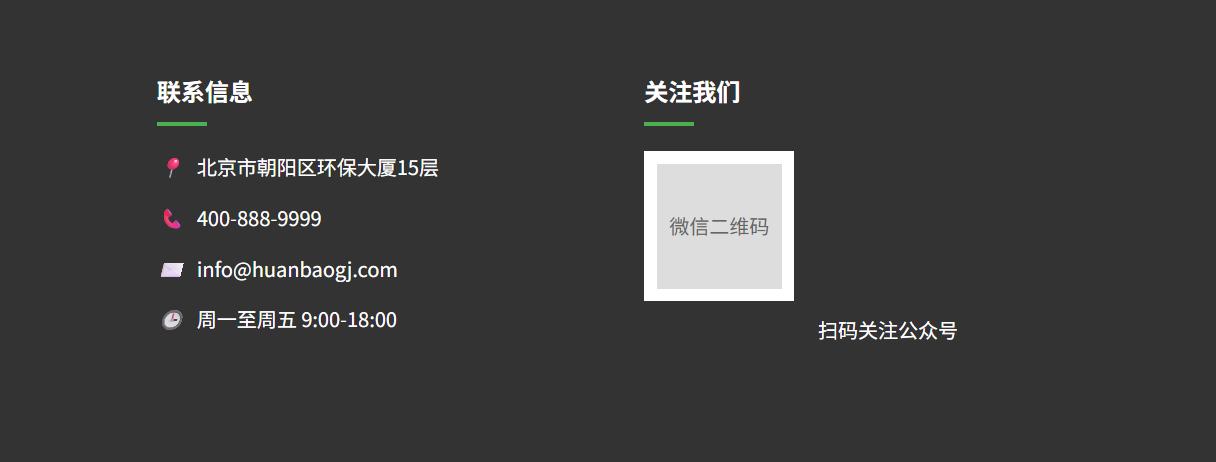 联系信息
北京市朝阳区环保大厦15层
400-888-9999
info@huanbaogj.com
周一至周五 9:00-18:00
关注我们
微信二维码
扫码关注公众号